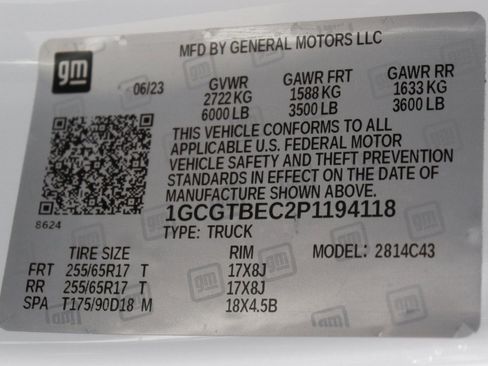 gm
MFD BY GENERAL MOTORS LLC
06/23
GVWR GAWR FRT GAWR RR
2722 KG 1588 KG 1633 KG
6000 LB 3500 LB 3600 LB
THIS VEHICLE CONFORMS TO ALL
APPLICABLE U.S. FEDERAL MOTOR
VEHICLE SAFETY AND THEFT PREVENTION
STANDARDS IN EFFECT ON THE DATE OF
MANUFACTURE SHOWN ABOVE.
8624
1GCGTBEC2P1194118
TYPE: TRUCK
TIRE SIZE RIM MODEL: 2814C43
FRT 255/65R17 T 17X8J
RR 255/65R17 T 17X8J
SPA T175/90D18 M 18X4.5B